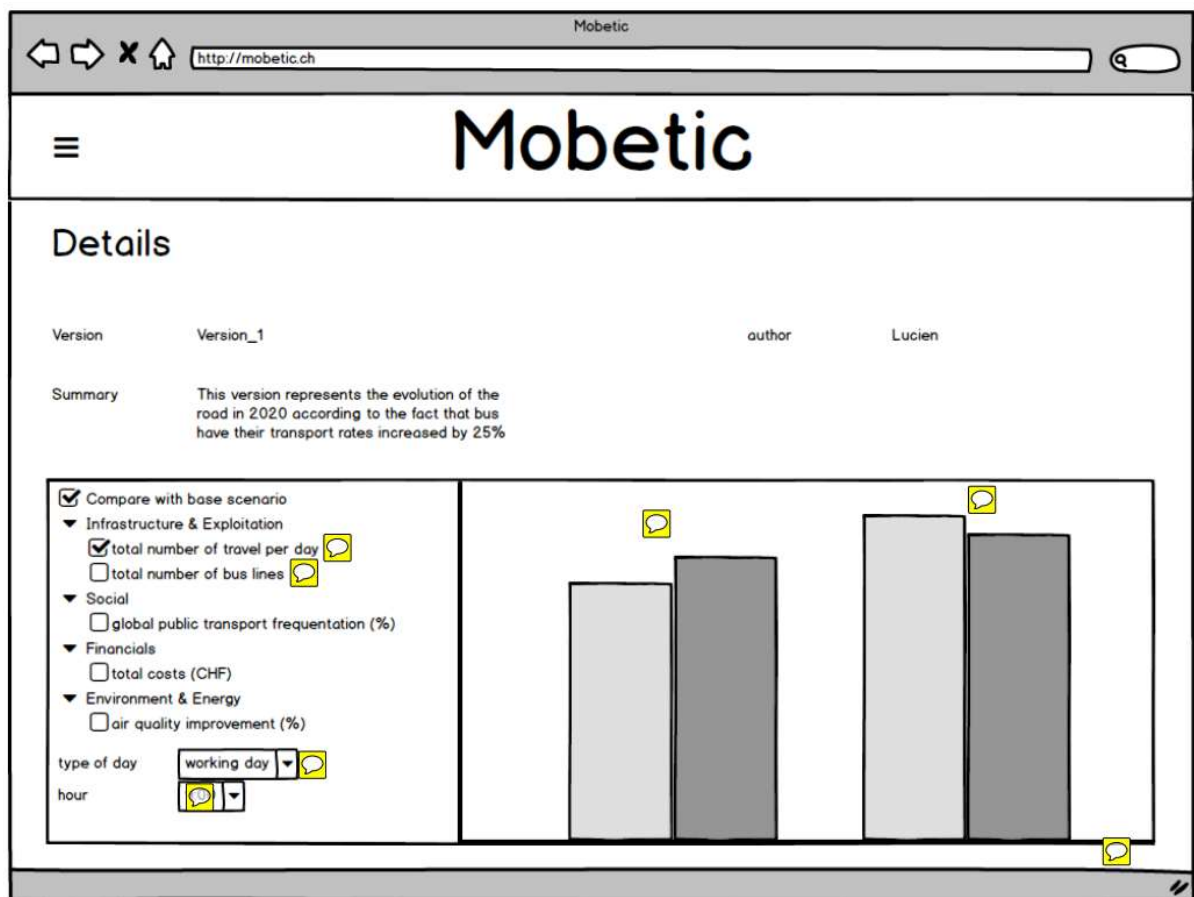 Mobetic
http://mobetic.ch
Mobetic
Details
Version Version_1 author Lucien
Summary This version represents the evolution of the
road in 2020 according to the fact that bus
have their transport rates increased by 25%
Compare with base scenario
Infrastructure & Exploitation
total number of travel per day
total number of bus lines
Social
global public transport frequentation (%)
Financials
total costs (CHF)
Environment & Energy
air quality improvement (%)
type of day working day
hour